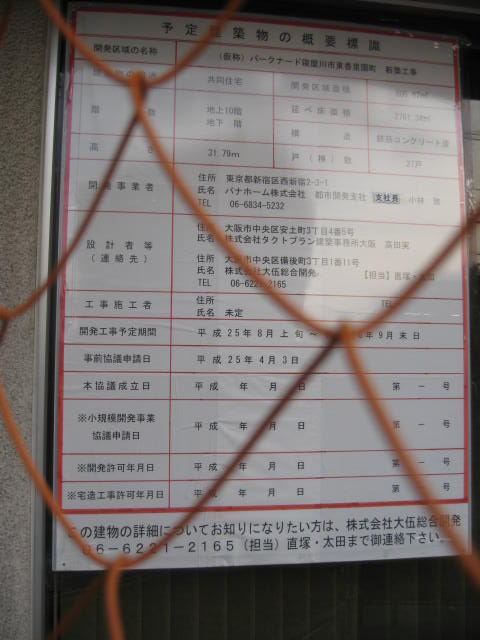 予定建築物の概要標識
開発区域の名称 （仮称）パークナード寝屋川市東香里園町 新築工事
共同住宅 開発区域面積
階数 地上10階 地下 階 延べ床面積 2761.34㎡
構造 鉄筋コンクリート造
高さ 31.79m 戸（棟）数 27戸
開発事業者 住所 東京都新宿区西新宿2-3-1
氏名 パナホーム株式会社 都市開発支社 支社長 小林
TEL 06-6834-5232
設計者等（連絡先） 住所 大阪市中央区安土町3丁目4番5号
氏名 株式会社タクトプラン建築事務所大阪 高田実
住所 大阪市中央区備後町3丁目1番11号
氏名 株式会社大伍総合開発 【担当】直塚・太田
TEL 06-6221-2165
工事施工者 住所 TEL
氏名 未定
開発工事予定期間 平成25年8月上旬～ 年9月末日
事前協議申請日 平成25年4月3日
本協議成立日 平成 年 月 日 第 － 号
※小規模開発事業
協議申請日 平成 年 月 日 第 － 号
※開発許可年月日 平成 年 月 日 第 － 号
※宅造工事許可年月日 平成 年 月 日 第 － 号
この建物の詳細についてお知りになりたい方は、株式会社大伍総合開発
06-6221-2165（担当）直塚・太田まで御連絡下さい。